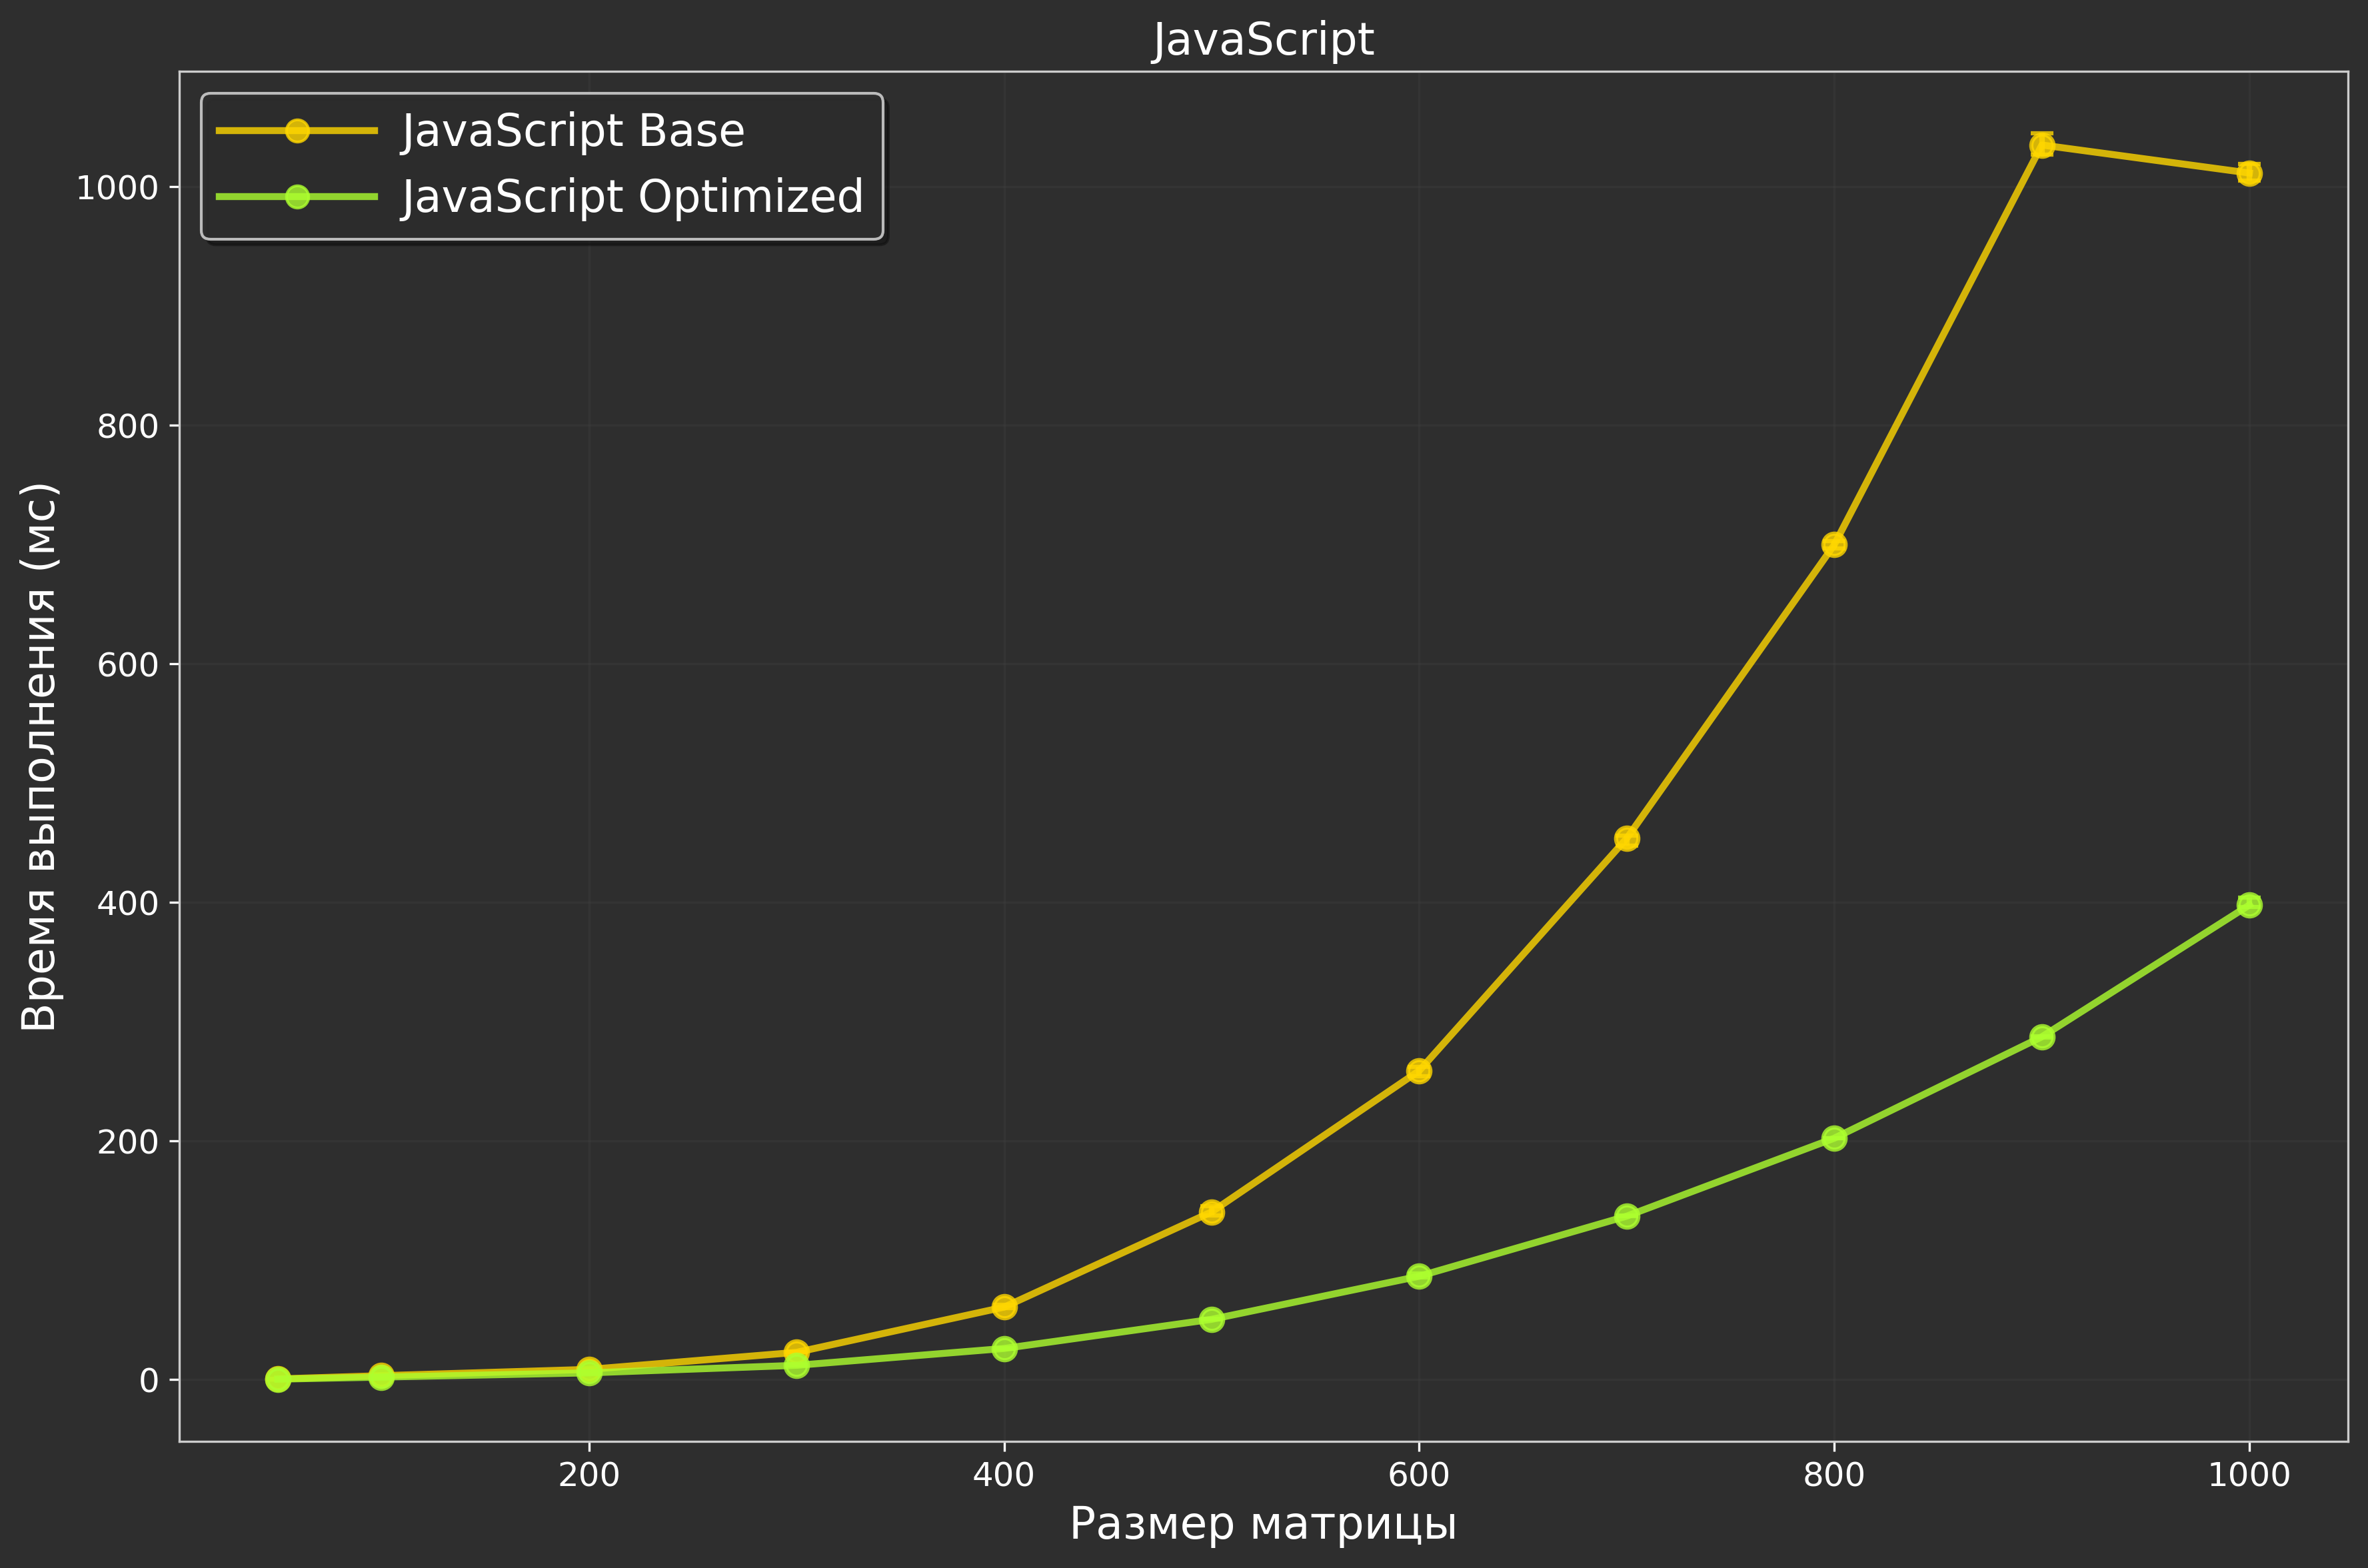 JavaScript
JavaScript Base
JavaScript Optimized
Время выполнения (мс)
1000
800
600
400
200
0
200 400 600 800 1000
Размер матрицы